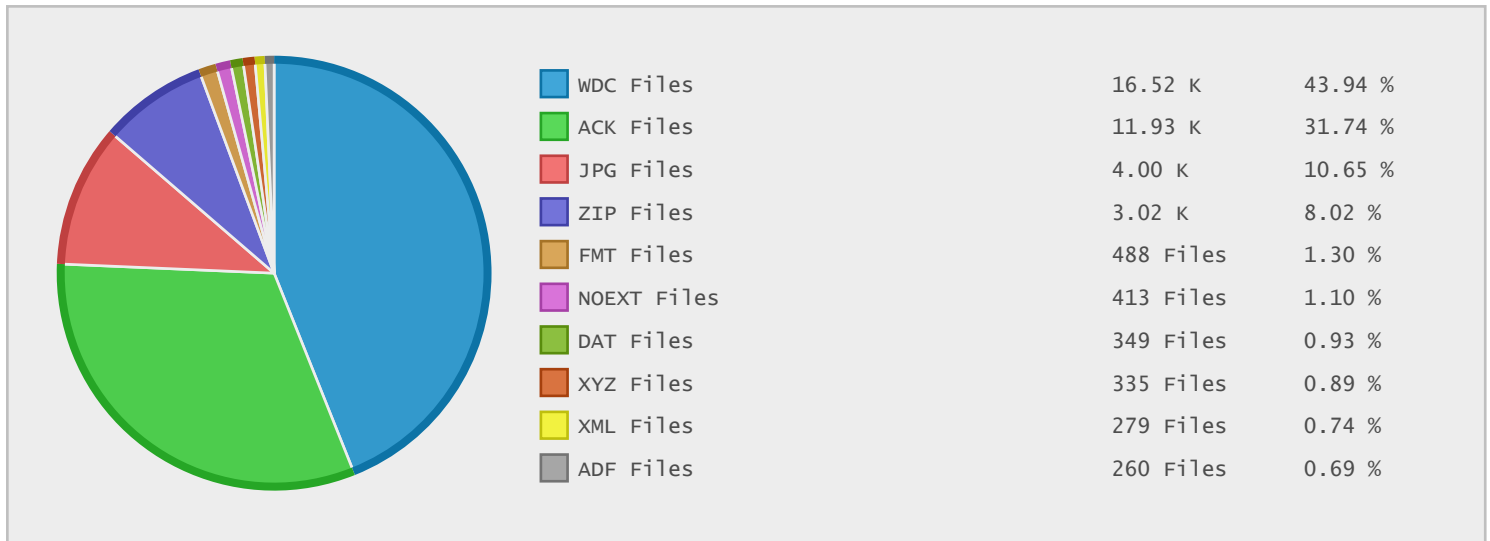 WDC Files 16.52 K 43.94 %
ACK Files 11.93 K 31.74 %
JPG Files 4.00 K 10.65 %
ZIP Files 3.02 K 8.02 %
FMT Files 488 Files 1.30 %
NOEXT Files 413 Files 1.10 %
DAT Files 349 Files 0.93 %
XYZ Files 335 Files 0.89 %
XML Files 279 Files 0.74 %
ADF Files 260 Files 0.69 %